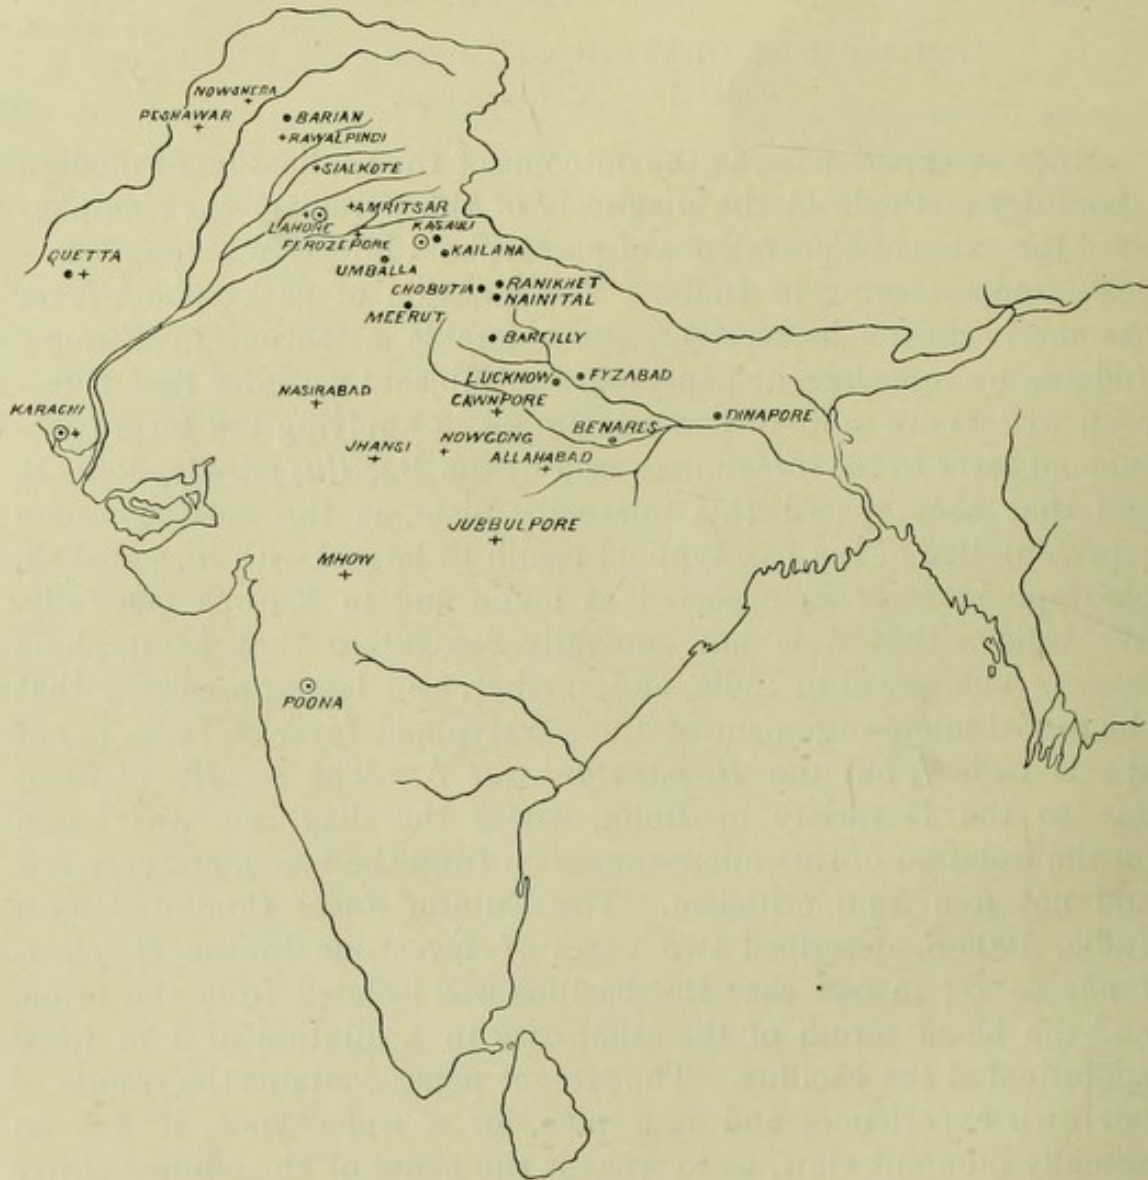 NOWSHERA
PESHAWAR
BARIAN
RAWALPINDI
SIALKOTE
AMRITSAR
LAHORE
KASAULI
FEROZEPORE
KAILANA
QUETTA
UMBALLA
RANIKHET
CHOBUTIA
NAINITAL
MEERUT
BAREILLY
LUCKNOW
FYZABAD
NASIRABAD
CAWNPORE
KARACHI
DINAPORE
BENARES
JHANSI
NOWGONG
ALLAHABAD
JUBBULPORE
MHOW
POONA